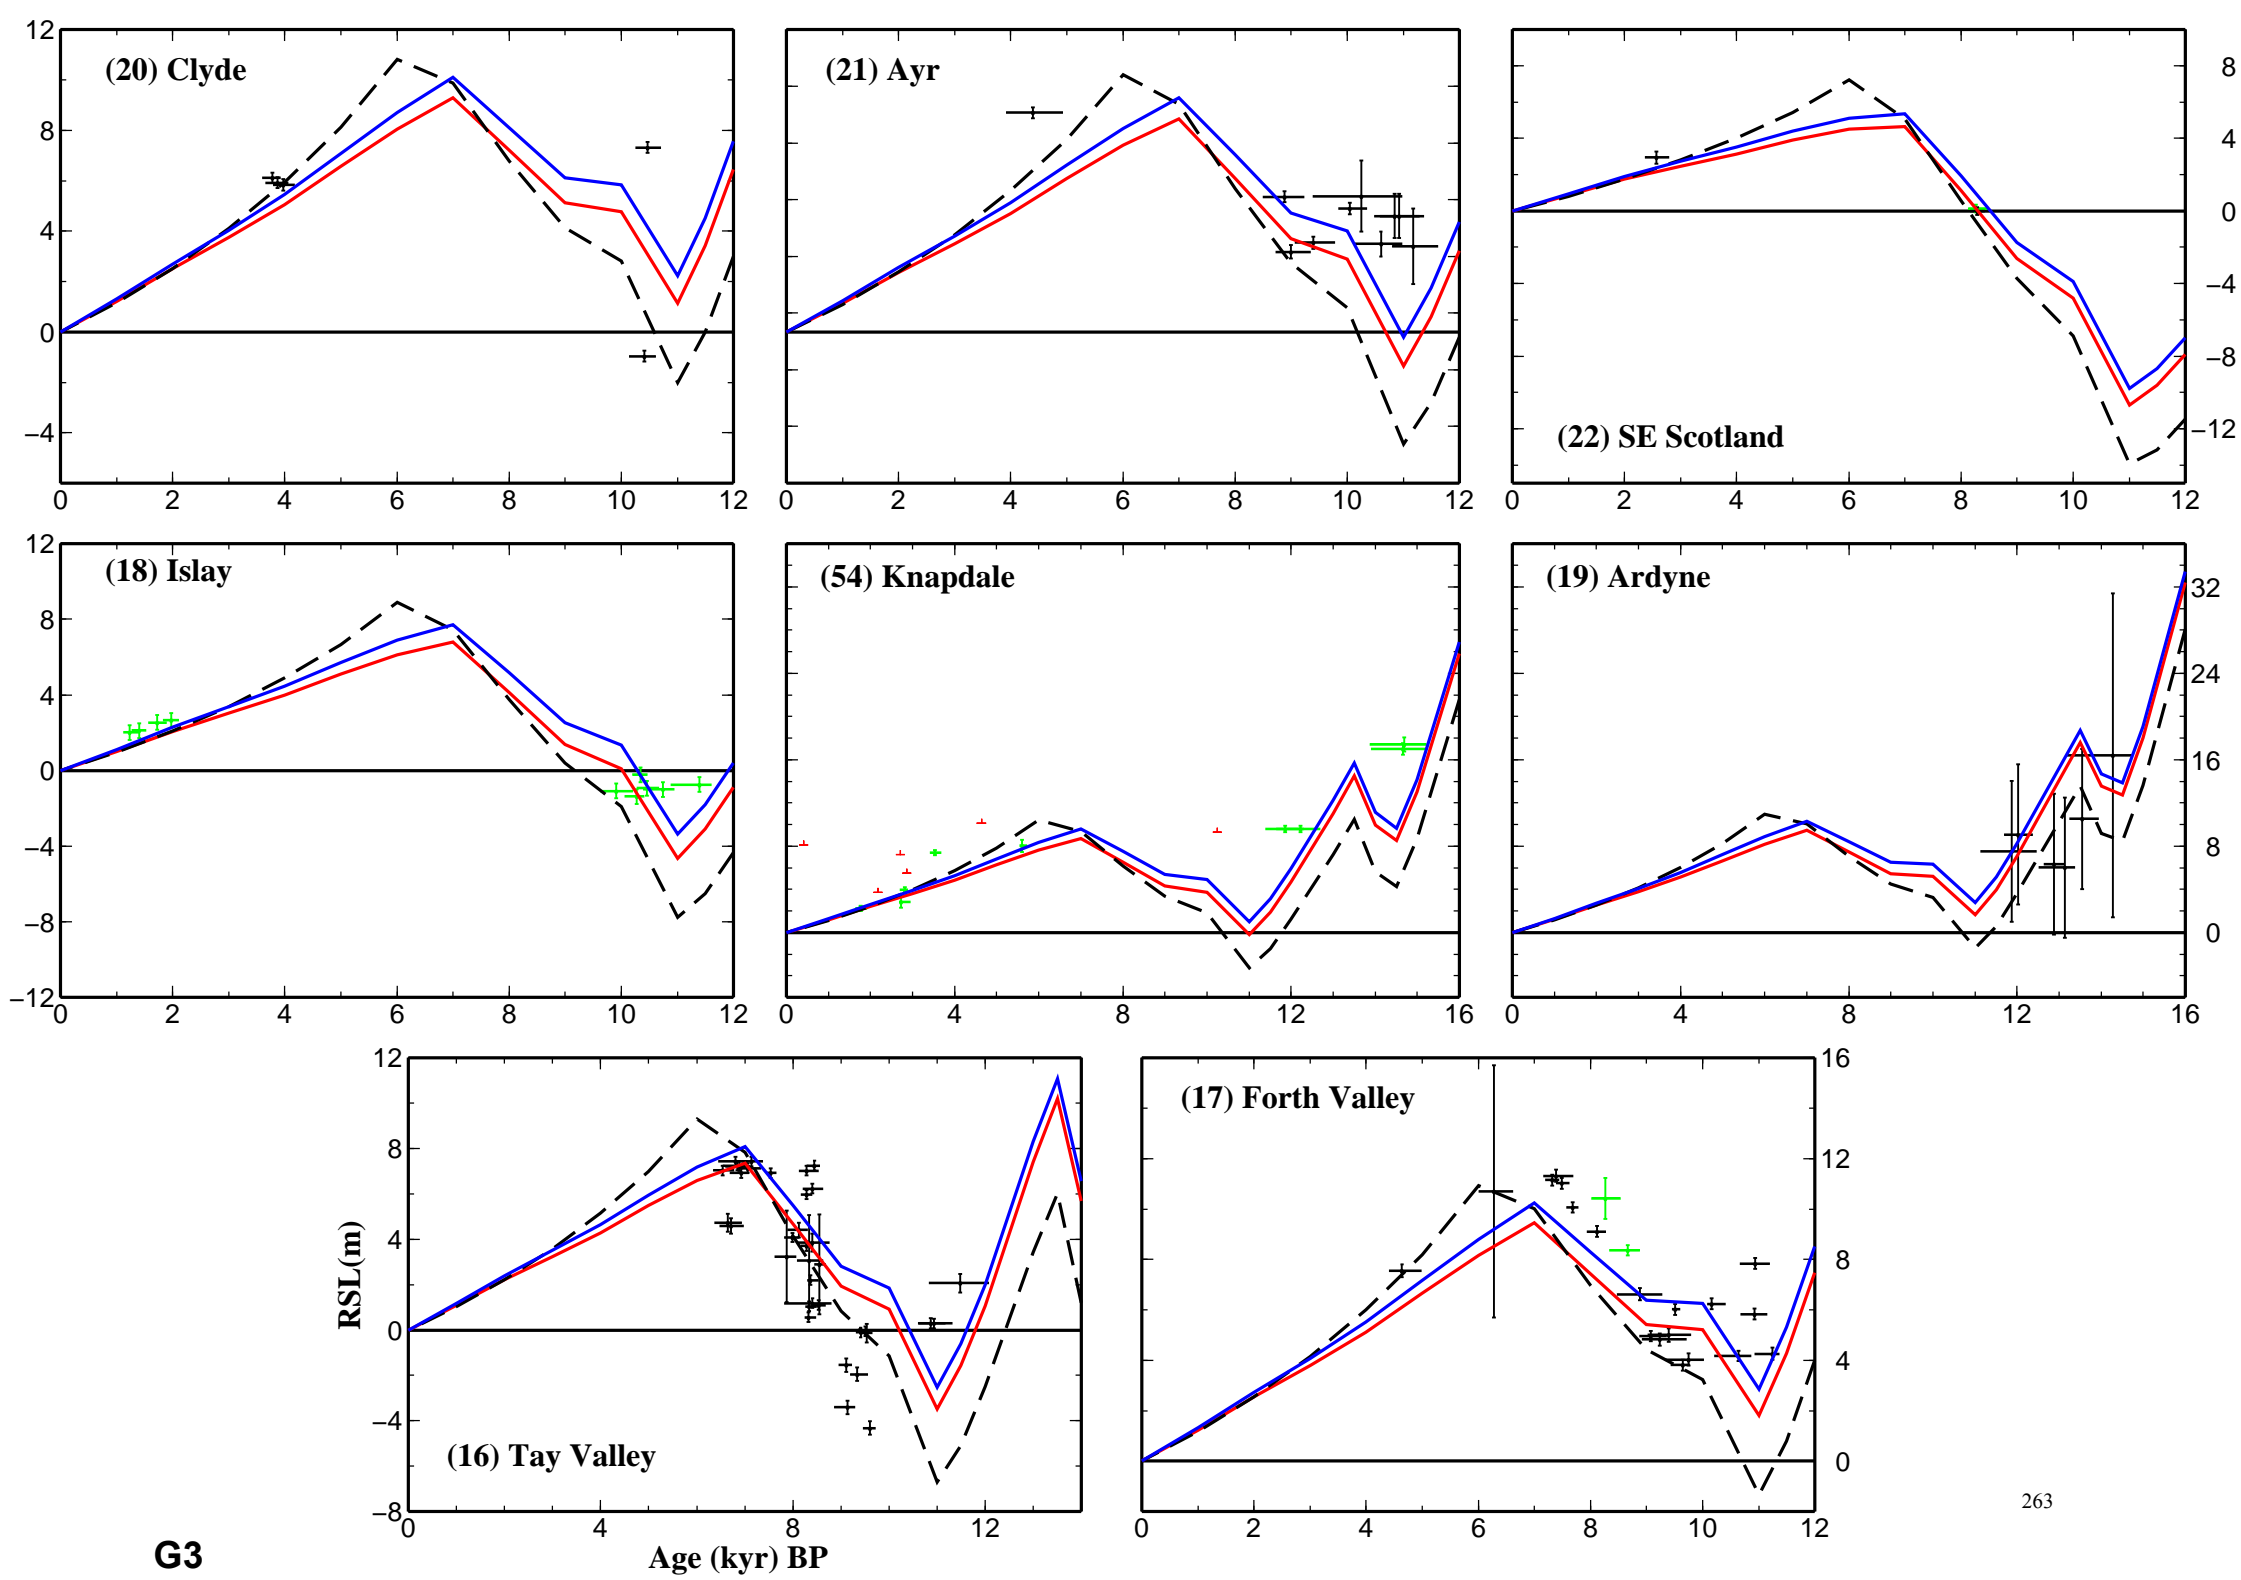 12
8
4
0
−4
(20) Clyde
0 2 4 6 8 10 12
(21) Ayr
0 2 4 6 8 10 12
(22) SE Scotland
8
4
0
−4
−8
−12
0 2 4 6 8 10 12
12
8
4
0
−4
−8
−12
(18) Islay
0 2 4 6 8 10 12
(54) Knapdale
0 4 8 12 16
(19) Ardyne
32
24
16
8
0
0 4 8 12 16
12
8
4
0
−4
−8
RSL(m)
(16) Tay Valley
0 4 8 12
Age (kyr) BP
(17) Forth Valley
16
12
8
4
0
0 2 4 6 8 10 12
263
G3